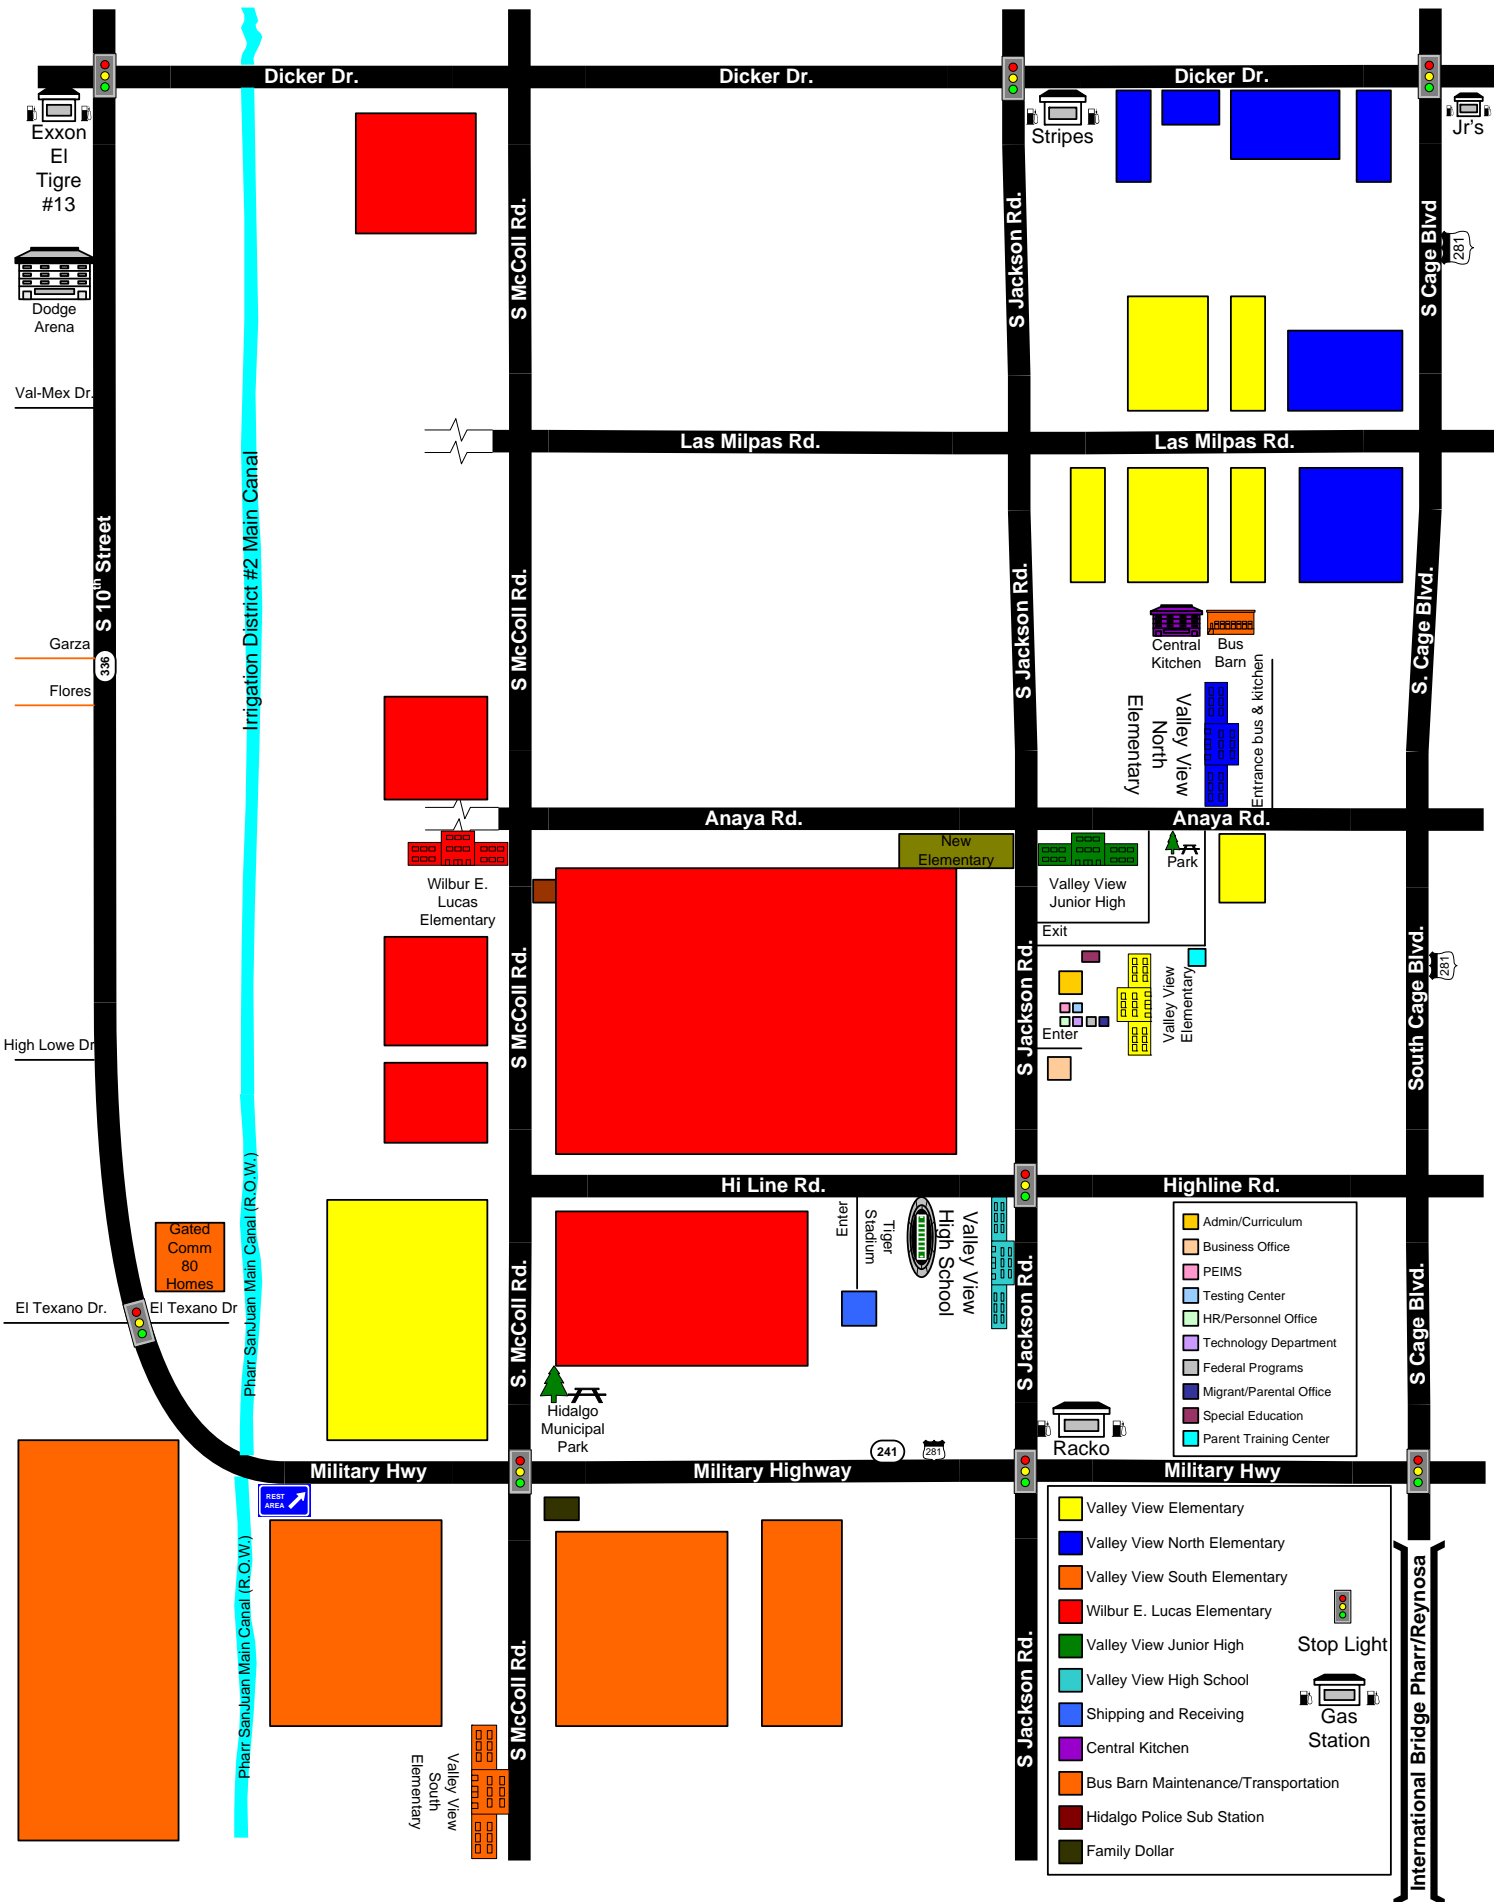 Dicker Dr.
Dicker Dr.
Dicker Dr.
Exxon
El
Tigre
#13
Stripes
Jr's
S McColl Rd.
S Jackson Rd.
S Cage Blvd
281
Dodge
Arena
Val-Mex Dr.
Las Milpas Rd.
Las Milpas Rd.
Irrigation District #2 Main Canal
S 10th Street
336
Garza
Flores
S McColl Rd.
S Jackson Rd.
S. Cage Blvd.
Central
Kitchen
Bus
Barn
Valley View
North
Elementary
Entrance bus & kitchen
Anaya Rd.
Anaya Rd.
New
Elementary
Wilbur E.
Lucas
Elementary
Valley View
Junior High
Park
Exit
S McColl Rd.
S Jackson Rd.
South Cage Blvd.
281
Valley View
Elementary
Enter
High Lowe Dr
Hi Line Rd.
Highline Rd.
Pharr SanJuan Main Canal (R.O.W.)
Gated
Comm
80
Homes
El Texano Dr.
El Texano Dr
S. McColl Rd.
Enter
Tiger
Stadium
Valley View
High School
S Jackson Rd.
S Cage Blvd.
Admin/Curriculum
Business Office
PEIMS
Testing Center
HR/Personnel Office
Technology Department
Federal Programs
Migrant/Parental Office
Special Education
Parent Training Center
Hidalgo
Municipal
Park
Racko
241
281
Military Hwy
Military Highway
Military Hwy
REST
AREA
Pharr SanJuan Main Canal (R.O.W.)
Valley View
South
Elementary
S McColl Rd.
S Jackson Rd.
Valley View Elementary
Valley View North Elementary
Valley View South Elementary
Wilbur E. Lucas Elementary
Valley View Junior High
Valley View High School
Shipping and Receiving
Central Kitchen
Bus Barn Maintenance/Transportation
Hidalgo Police Sub Station
Family Dollar
Stop Light
Gas
Station
International Bridge Pharr/Reynosa